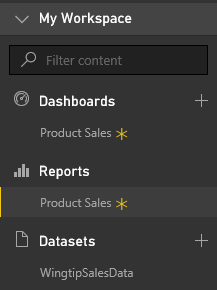 My Workspace
Filter content
Dashboards
Product Sales
Reports
Product Sales
Datasets
WingtipSalesData